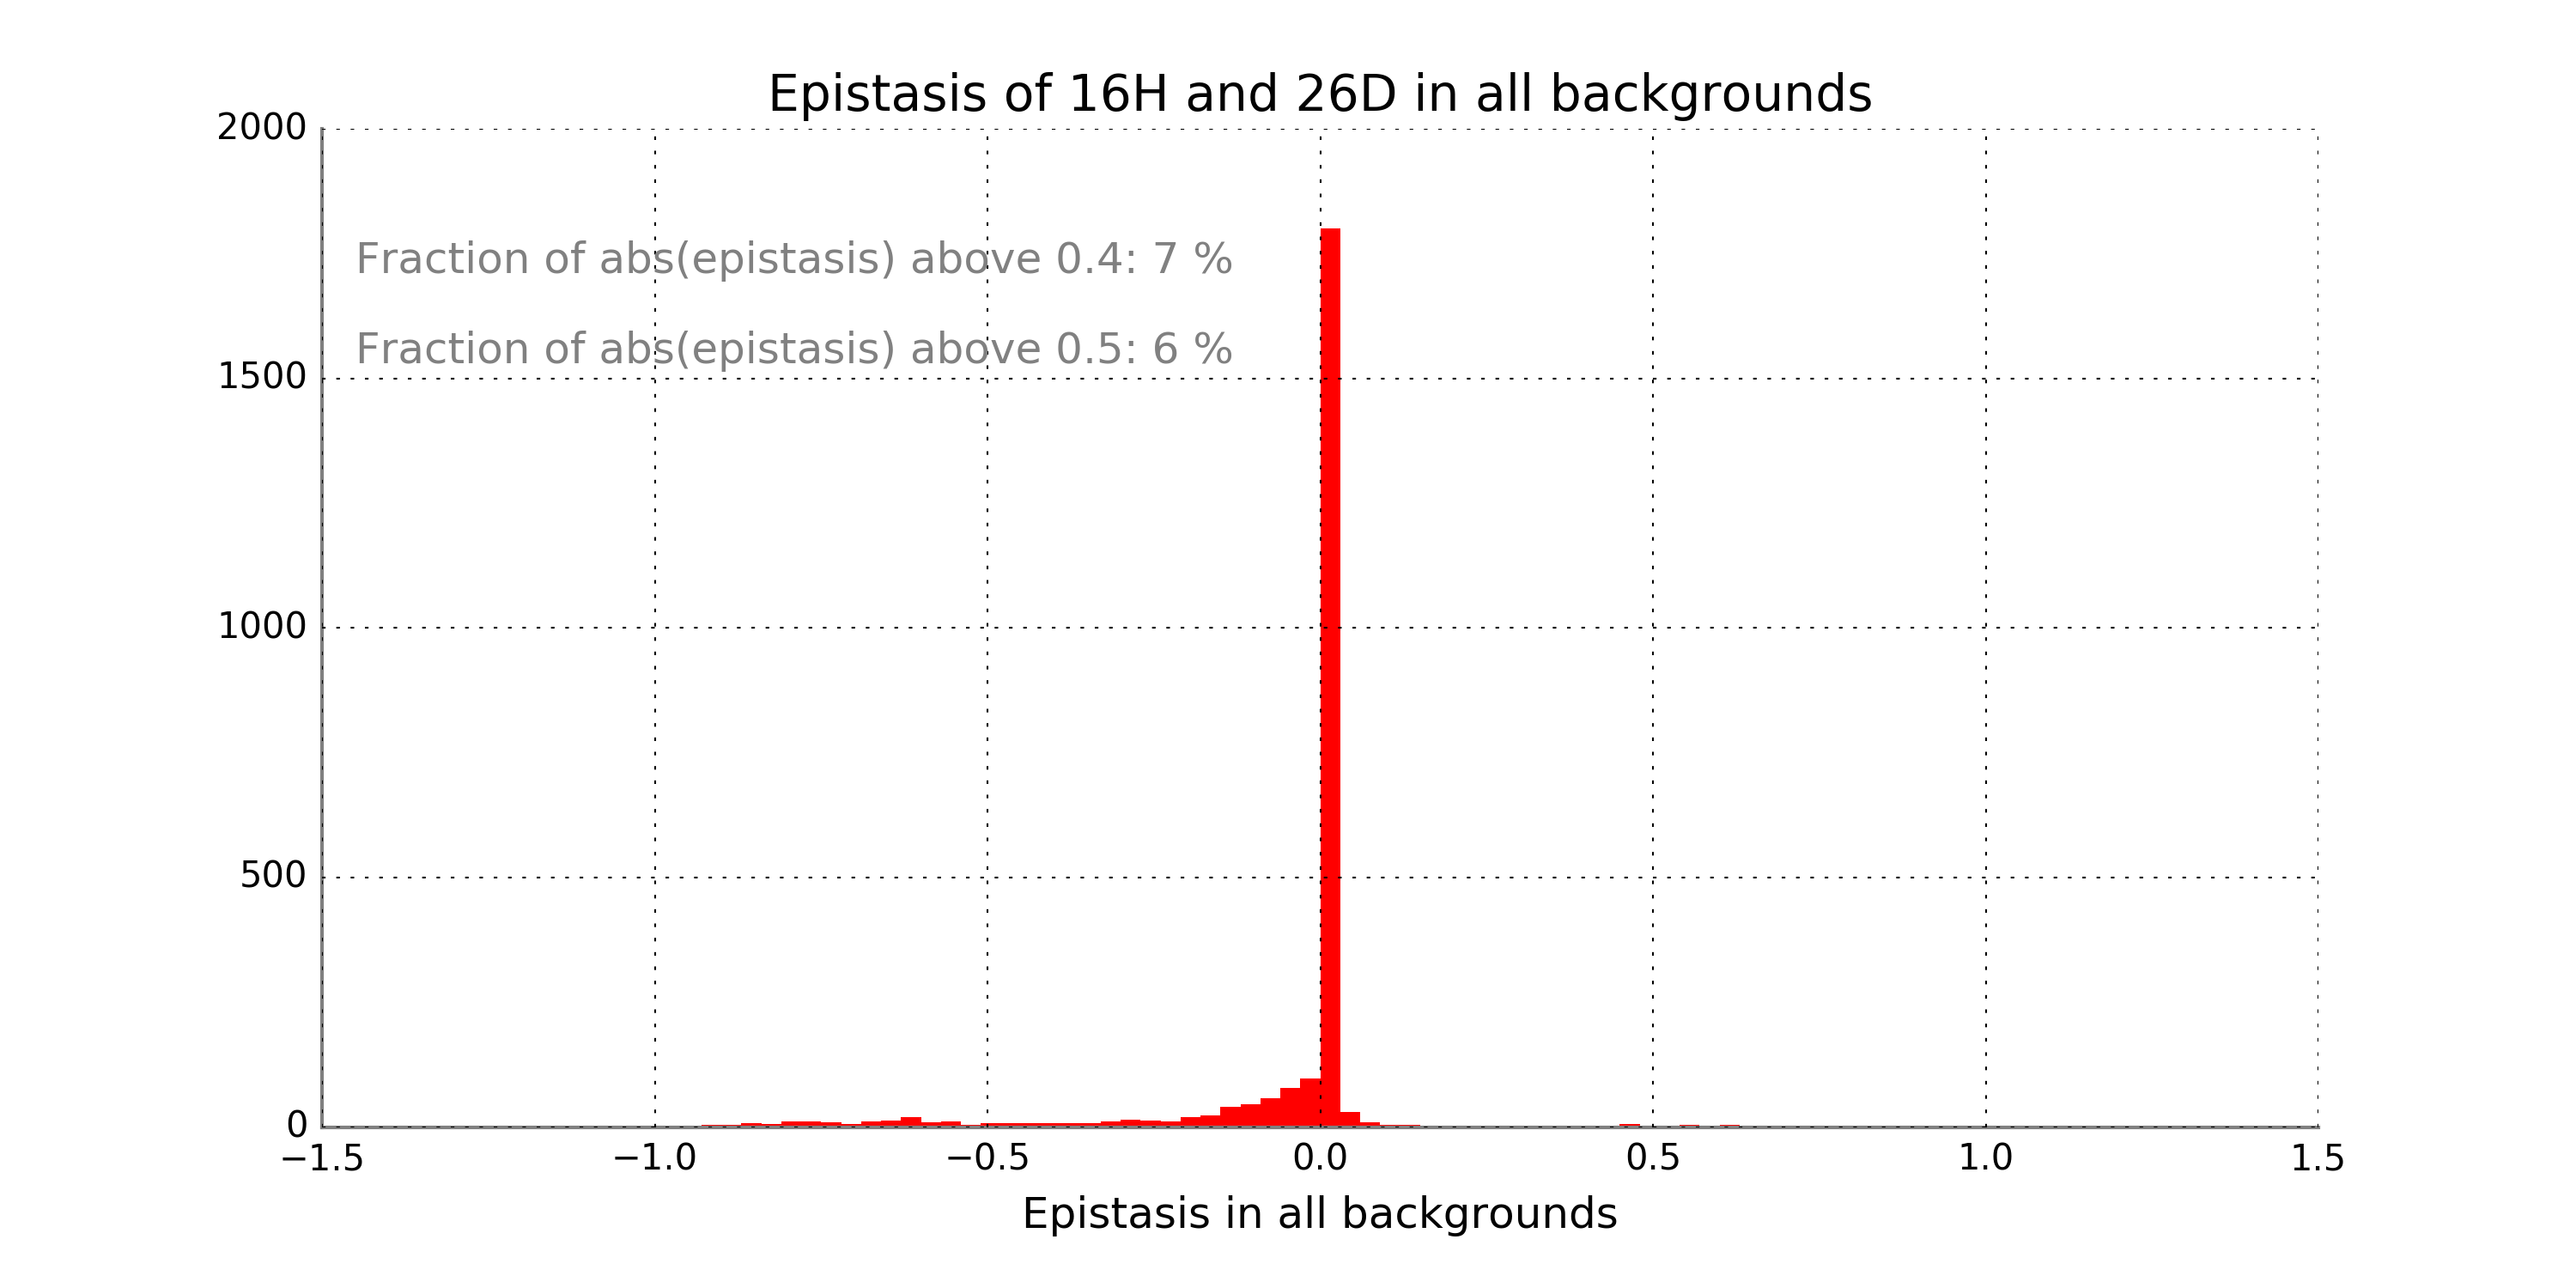 Epistasis of 16H and 26D in all backgrounds
2000
Fraction of abs(epistasis) above 0.4: 7 %
Fraction of abs(epistasis) above 0.5: 6 %
1500
1000
500
0
−1.5 −1.0 −0.5 0.0 0.5 1.0 1.5
Epistasis in all backgrounds